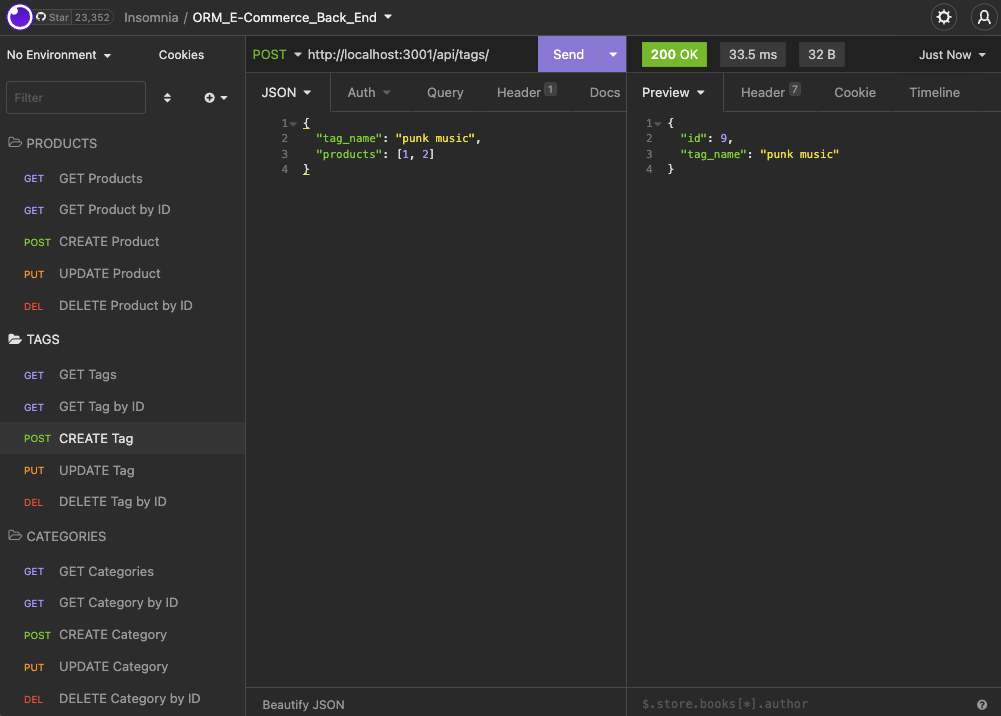 Star 23,352 Insomnia / ORM_E-Commerce_Back_End
No Environment Cookies
Filter
PRODUCTS
GET GET Products
GET GET Product by ID
POST CREATE Product
PUT UPDATE Product
DEL DELETE Product by ID
TAGS
GET GET Tags
GET GET Tag by ID
POST CREATE Tag
PUT UPDATE Tag
DEL DELETE Tag by ID
CATEGORIES
GET GET Categories
GET GET Category by ID
POST CREATE Category
PUT UPDATE Category
DEL DELETE Category by ID
POST http://localhost:3001/api/tags/ Send
JSON Auth Query Header 1 Docs
1 {
2 "tag_name": "punk music",
3 "products": [1, 2]
4 }
Beautify JSON
200 OK 33.5 ms 32 B Just Now
Preview Header 7 Cookie Timeline
1 {
2 "id": 9,
3 "tag_name": "punk music"
4 }
$.store.books[*].author ?